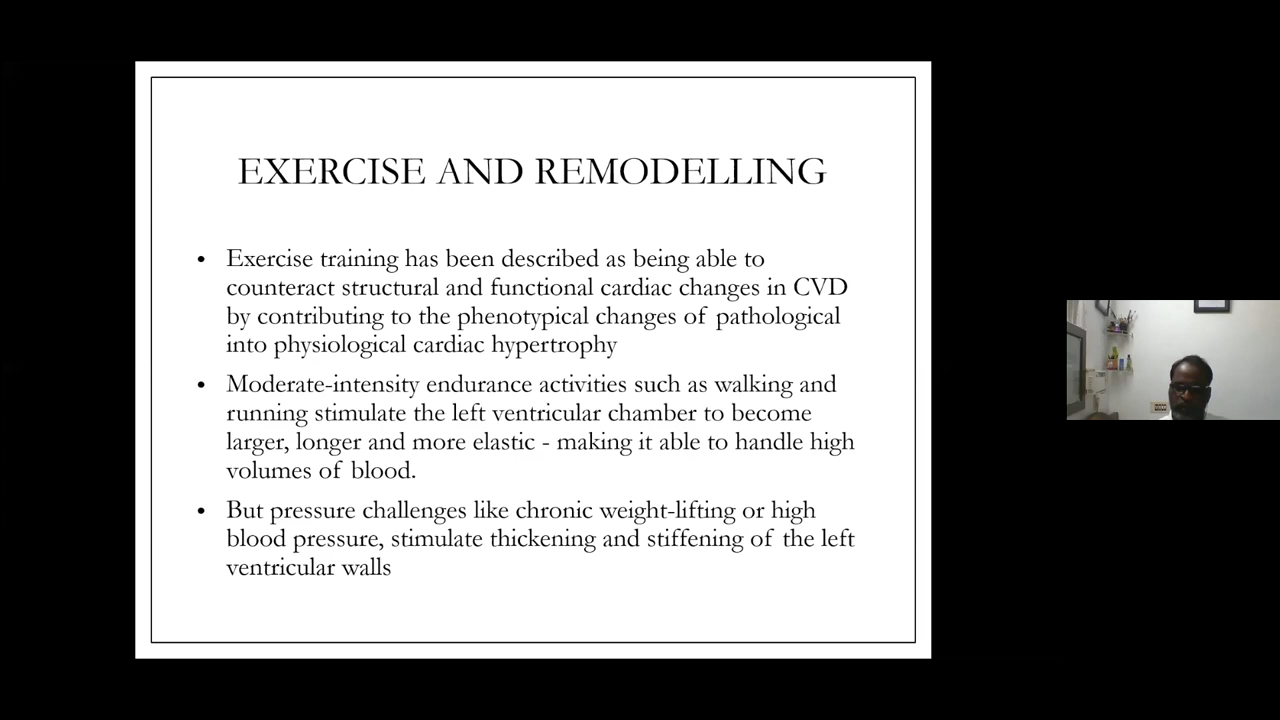 EXERCISE AND REMODELLING
• Exercise training has been described as being able to
counteract structural and functional cardiac changes in CVD
by contributing to the phenotypical changes of pathological
into physiological cardiac hypertrophy
• Moderate-intensity endurance activities such as walking and
running stimulate the left ventricular chamber to become
larger, longer and more elastic - making it able to handle high
volumes of blood.
• But pressure challenges like chronic weight-lifting or high
blood pressure, stimulate thickening and stiffening of the left
ventricular walls